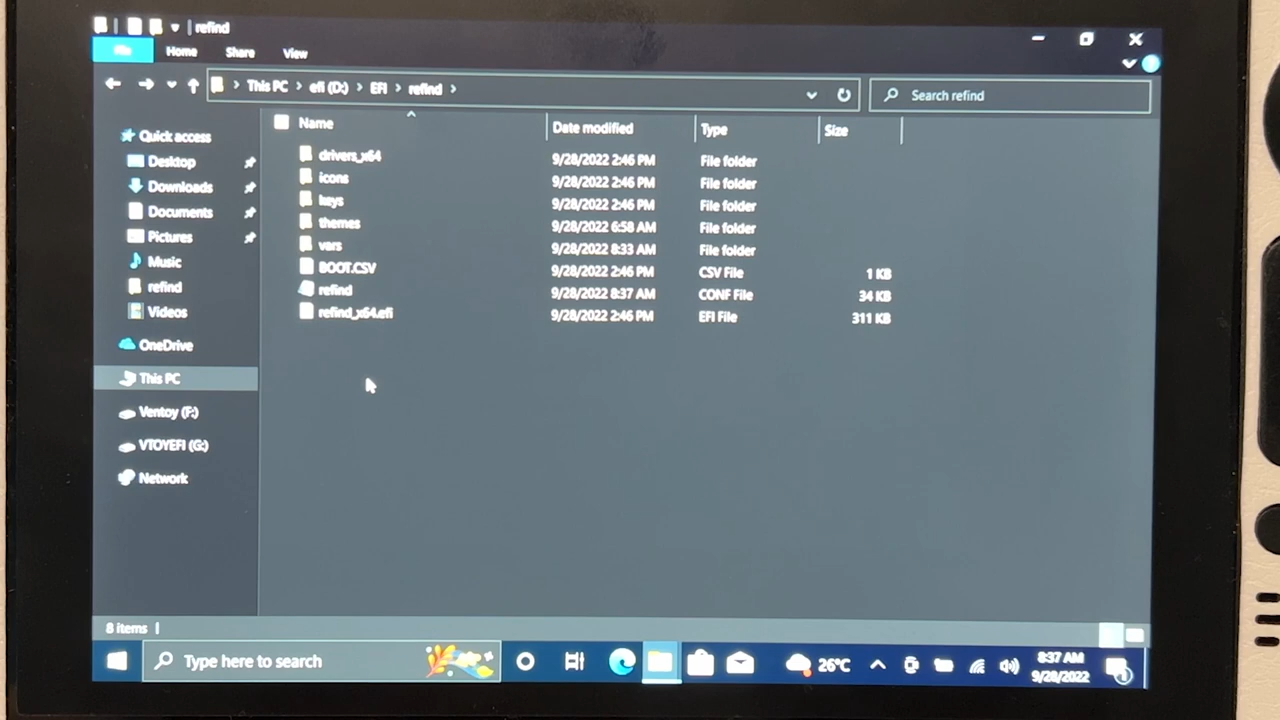 refind
File Home Share View
This PC > efi (D:) > EFI > refind >
Search refind
Name Date modified Type Size
Quick access
Desktop
Downloads
Documents
Pictures
Music
refind
Videos
OneDrive
This PC
Ventoy (F:)
VTOYEFI (G:)
Network
drivers_x64 9/28/2022 2:46 PM File folder
icons 9/28/2022 2:46 PM File folder
keys 9/28/2022 2:46 PM File folder
themes 9/28/2022 6:58 AM File folder
vars 9/28/2022 8:33 AM File folder
BOOT.CSV 9/28/2022 2:46 PM CSV File 1 KB
refind 9/28/2022 8:37 AM CONF File 34 KB
refind_x64.efi 9/28/2022 2:46 PM EFI File 311 KB
8 items
Type here to search
26°C
8:37 AM
9/28/2022
1